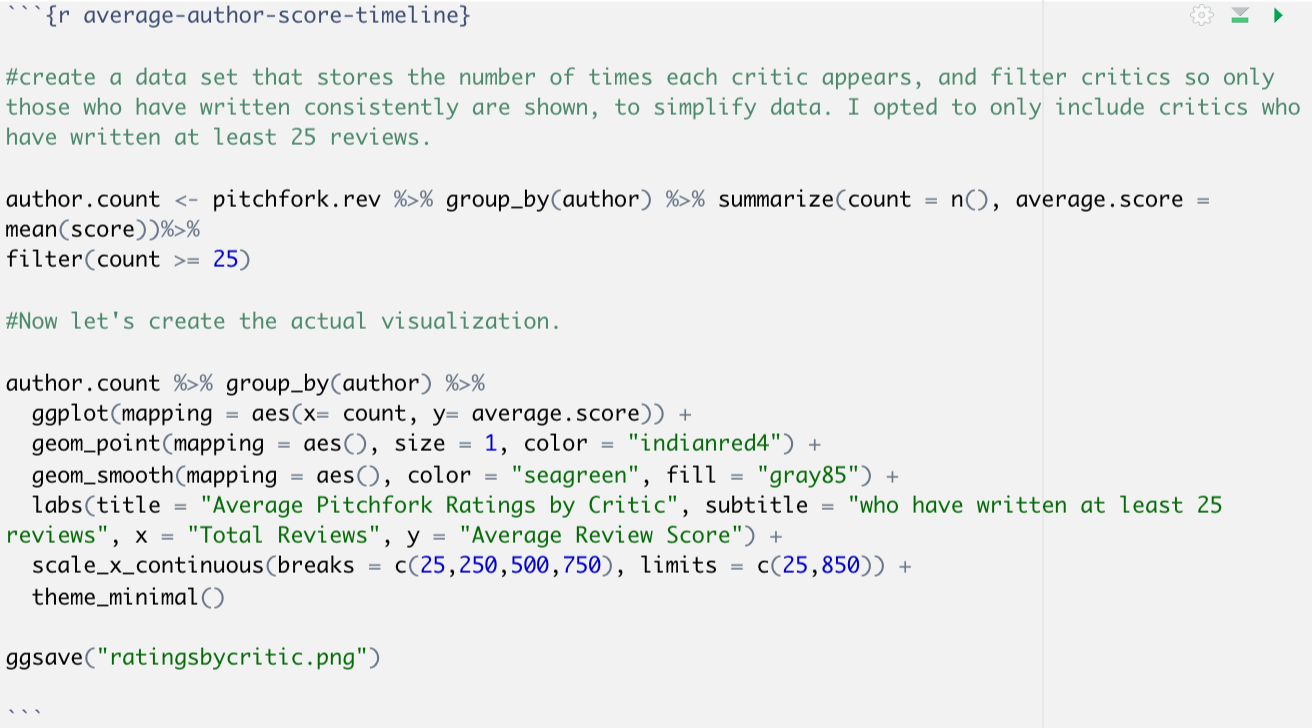 ```{r average-author-score-timeline}
#create a data set that stores the number of times each critic appears, and filter critics so only
those who have written consistently are shown, to simplify data. I opted to only include critics who
have written at least 25 reviews.
author.count <- pitchfork.rev %>% group_by(author) %>% summarize(count = n(), average.score =
mean(score))%>%
filter(count >= 25)
#Now let's create the actual visualization.
author.count %>% group_by(author) %>%
  ggplot(mapping = aes(x= count, y= average.score)) +
  geom_point(mapping = aes(), size = 1, color = "indianred4") +
  geom_smooth(mapping = aes(), color = "seagreen", fill = "gray85") +
  labs(title = "Average Pitchfork Ratings by Critic", subtitle = "who have written at least 25
reviews", x = "Total Reviews", y = "Average Review Score") +
  scale_x_continuous(breaks = c(25,250,500,750), limits = c(25,850)) +
  theme_minimal()
ggsave("ratingsbycritic.png")
```